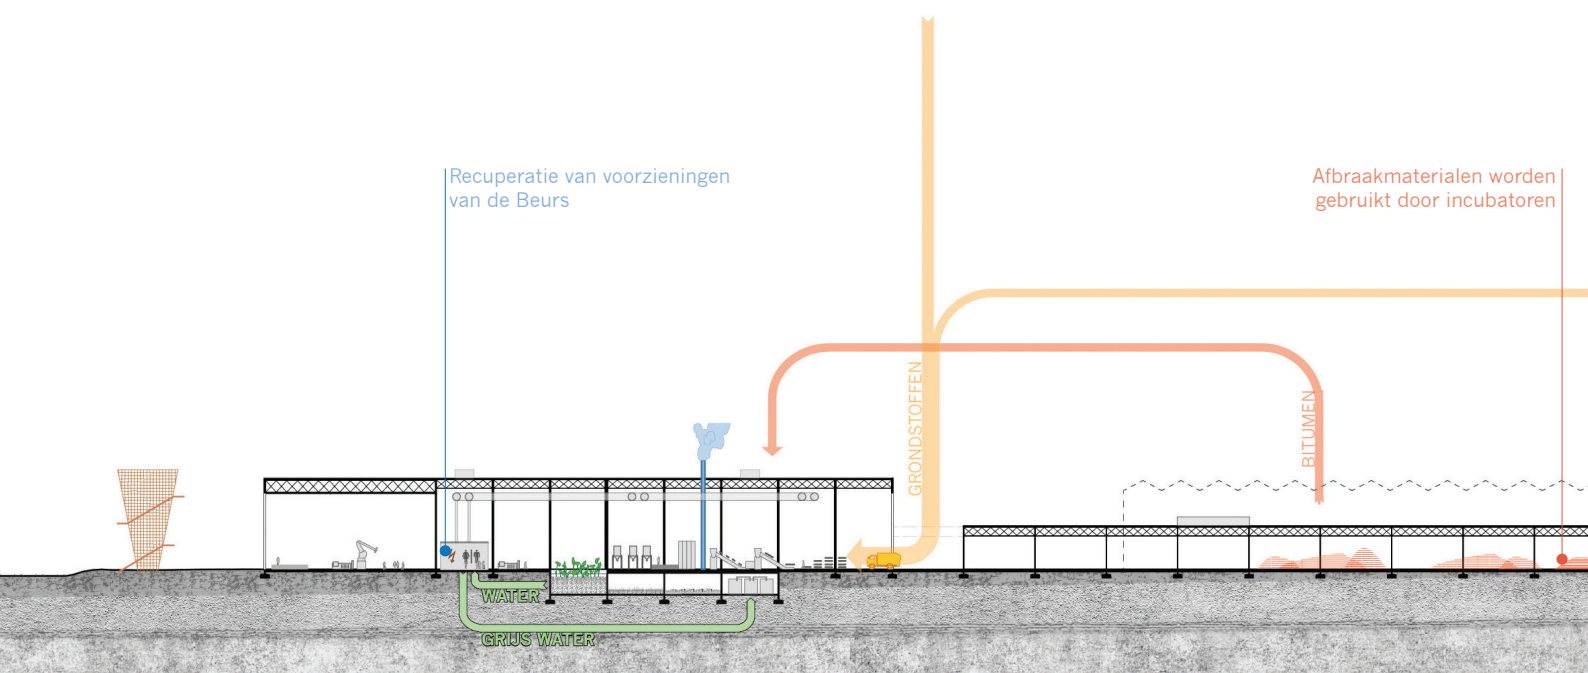 Recuperatie van voorzieningen
van de Beurs
Afbraakmaterialen worden
gebruikt door incubatoren
GRONDSTOFFEN
BITUMEN
WATER
GRIJS WATER